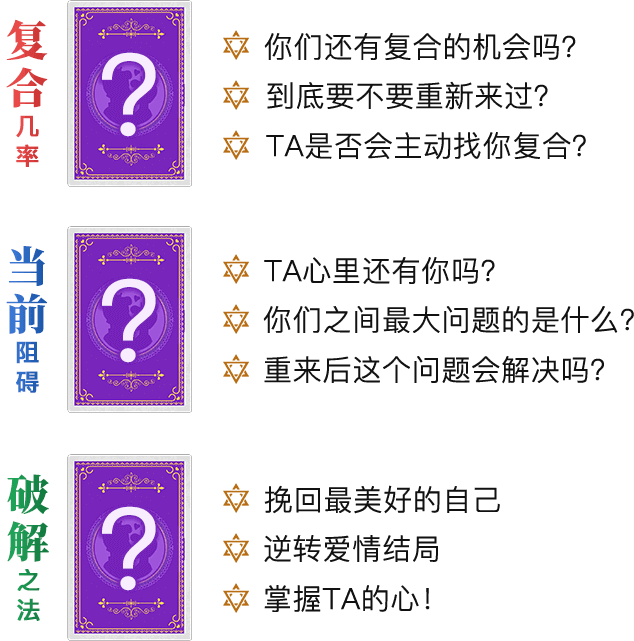 复合几率
?
你们还有复合的机会吗?
到底要不要重新来过?
TA是否会主动找你复合?
当前阻碍
?
TA心里还有你吗?
你们之间最大问题的是什么?
重来后这个问题会解决吗?
破解之法
?
挽回最美好的自己
逆转爱情结局
掌握TA的心!